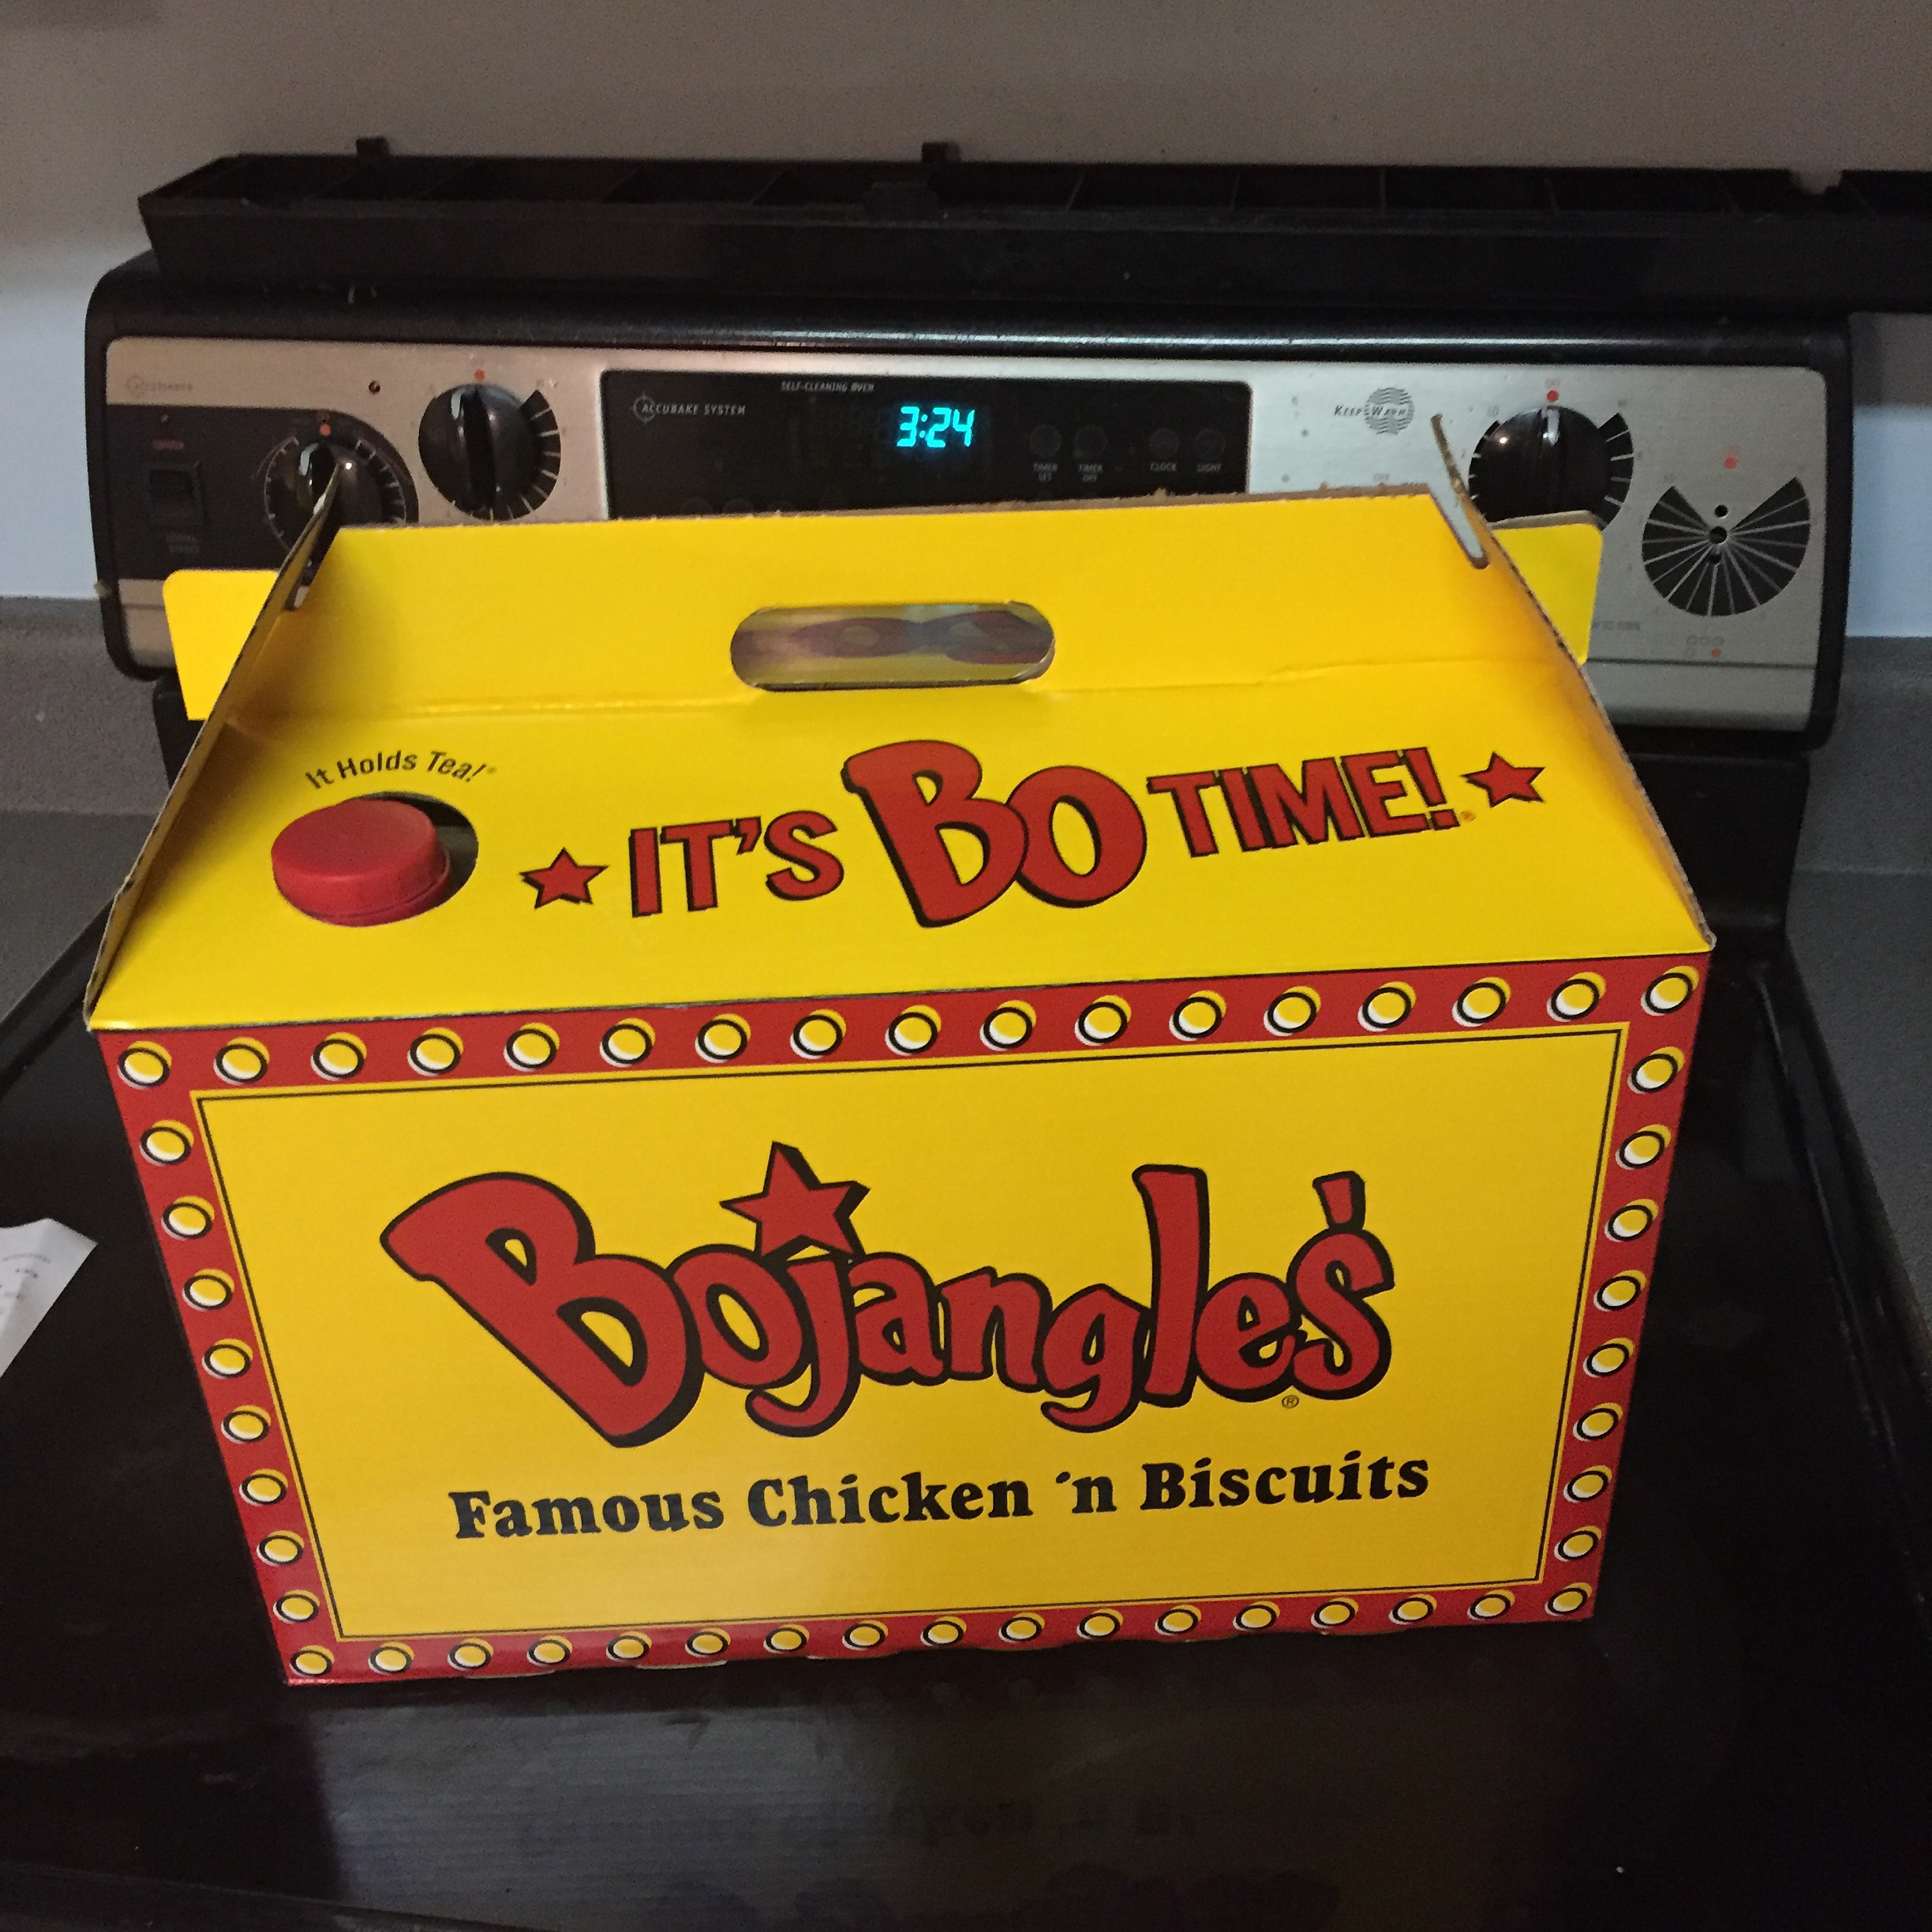 SELF-CLEANING OVEN
ACCUBAKE SYSTEM
3:24
KEEP WARM
OFF
TIMER SET
TIMER OFF
CLOCK
LIGHT
It Holds Tea!®
IT'S BO TIME!®
Bojangles'®
Famous Chicken 'n Biscuits